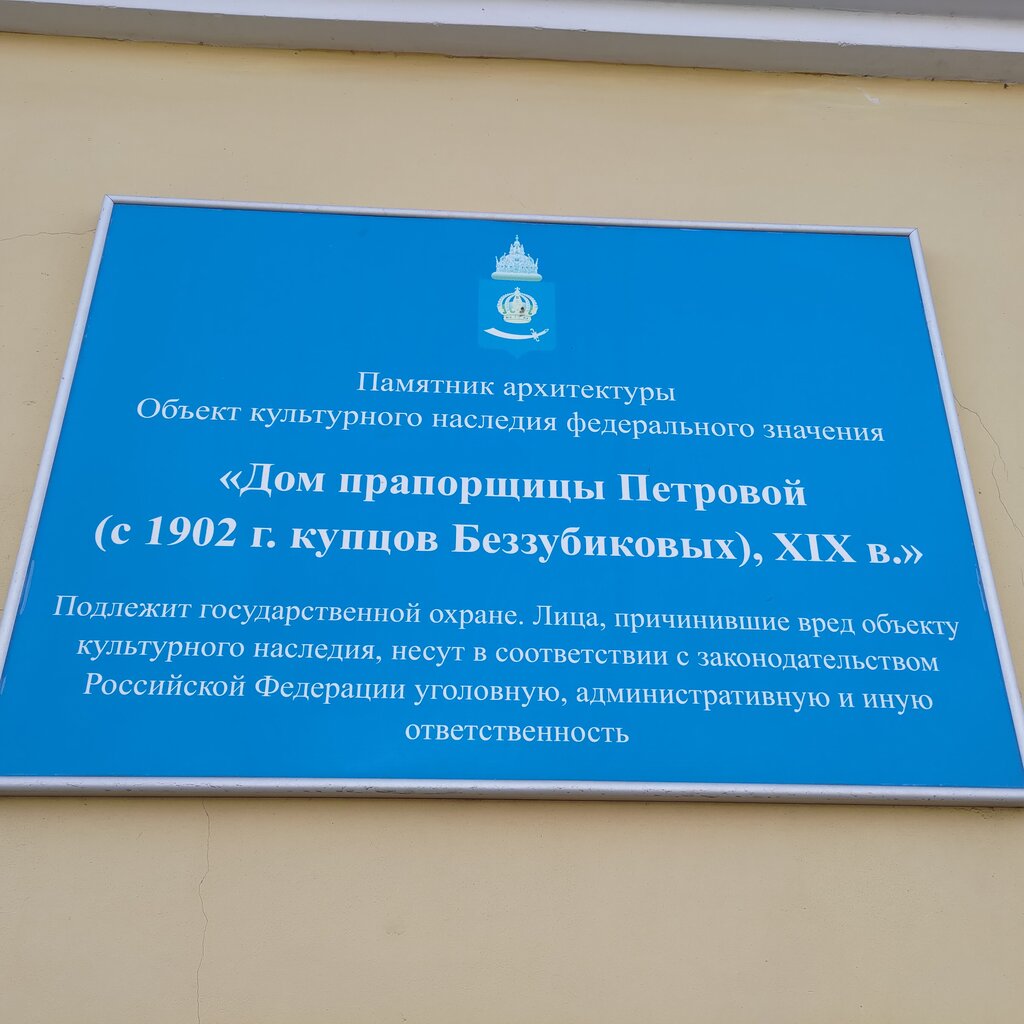 Памятник архитектуры
Объект культурного наследия федерального значения
«Дом прапорщицы Петровой
(с 1902 г. купцов Беззубиковых), XIX в.»
Подлежит государственной охране. Лица, причинившие вред объекту
культурного наследия, несут в соответствии с законодательством
Российской Федерации уголовную, административную и иную
ответственность